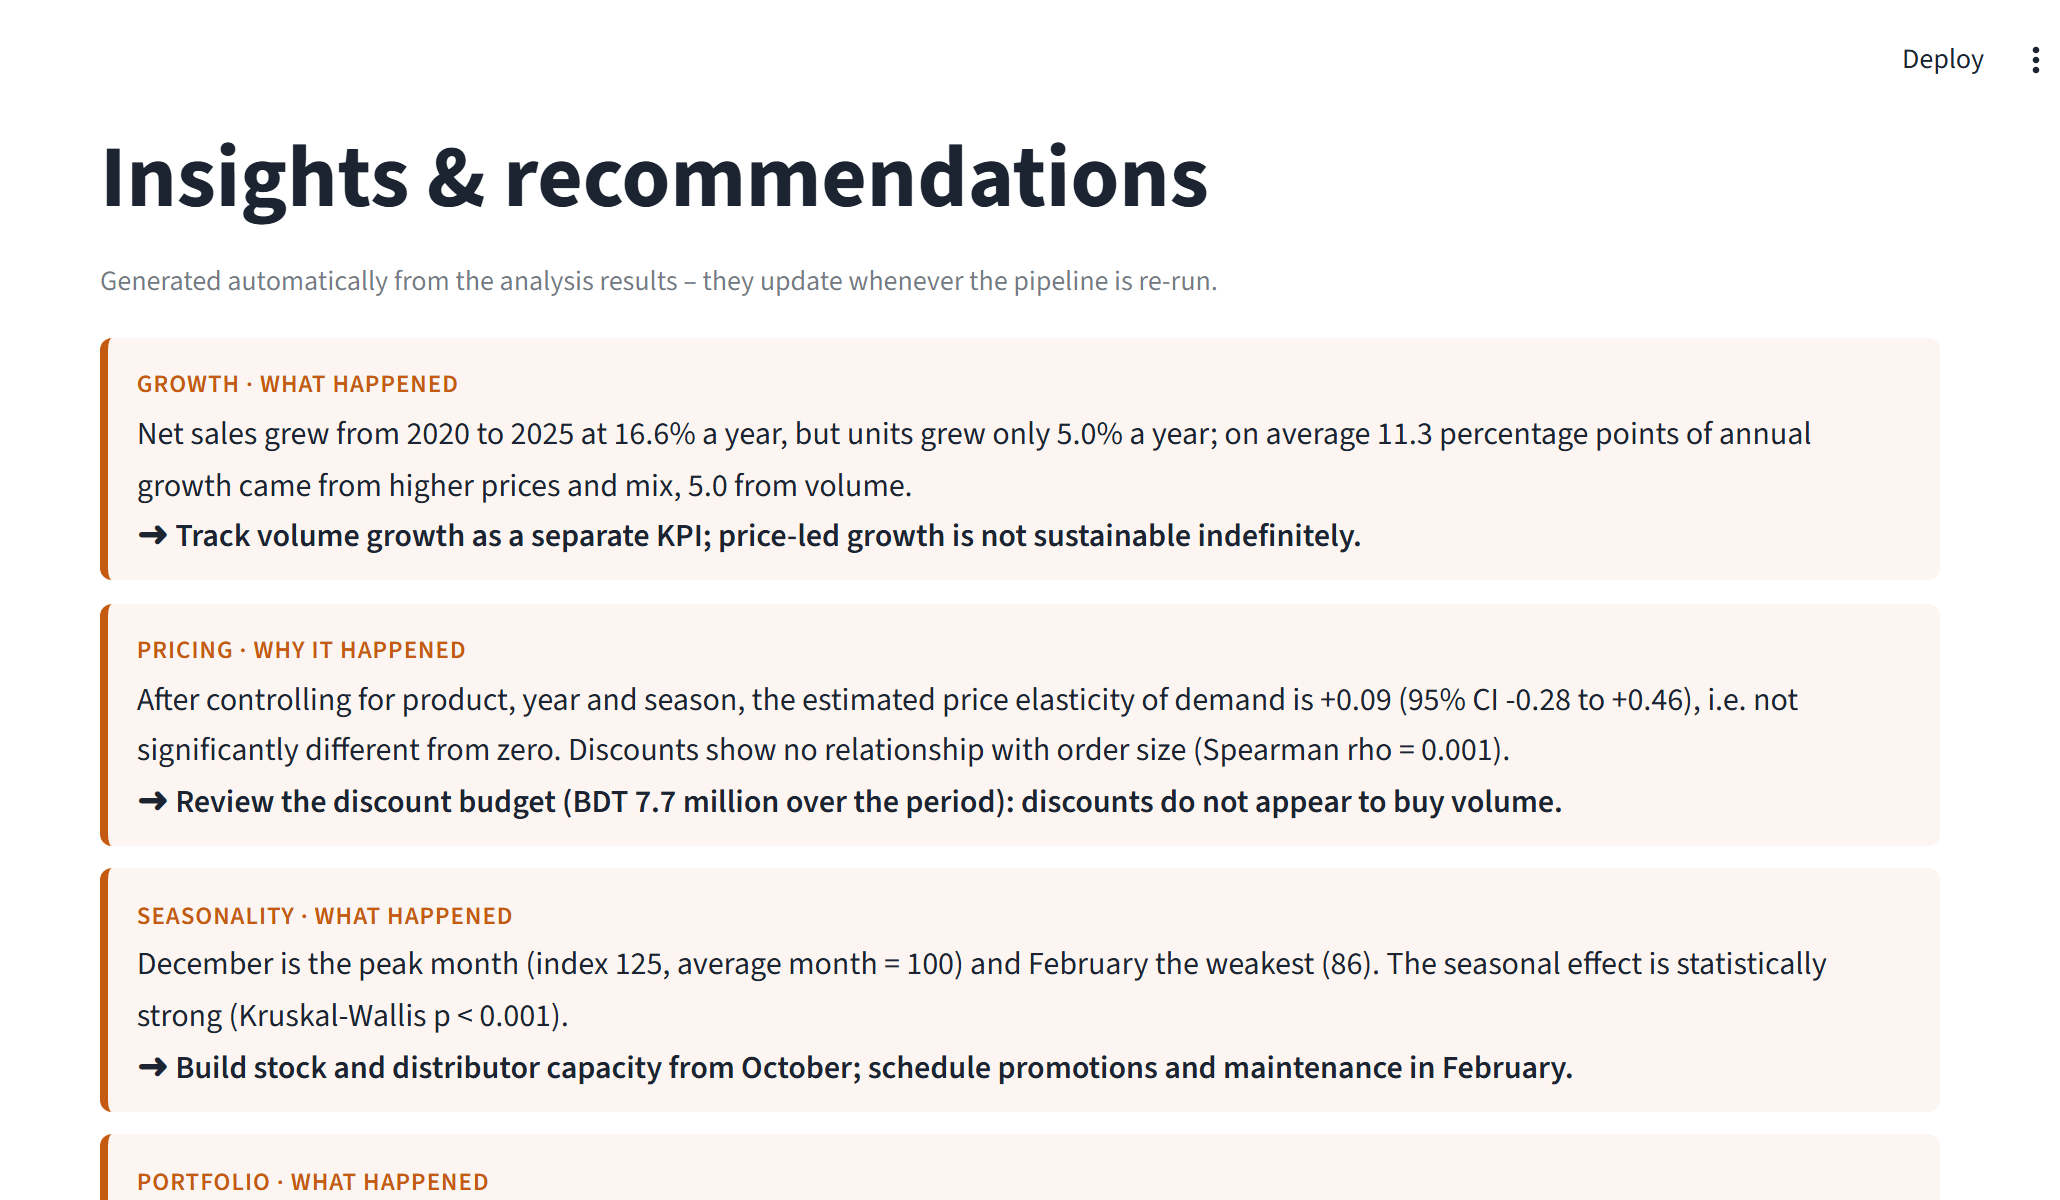 Deploy
Insights & recommendations
Generated automatically from the analysis results – they update whenever the pipeline is re-run.
GROWTH · WHAT HAPPENED
Net sales grew from 2020 to 2025 at 16.6% a year, but units grew only 5.0% a year; on average 11.3 percentage points of annual
growth came from higher prices and mix, 5.0 from volume.
➜ Track volume growth as a separate KPI; price-led growth is not sustainable indefinitely.
PRICING · WHY IT HAPPENED
After controlling for product, year and season, the estimated price elasticity of demand is +0.09 (95% CI -0.28 to +0.46), i.e. not
significantly different from zero. Discounts show no relationship with order size (Spearman rho = 0.001).
➜ Review the discount budget (BDT 7.7 million over the period): discounts do not appear to buy volume.
SEASONALITY · WHAT HAPPENED
December is the peak month (index 125, average month = 100) and February the weakest (86). The seasonal effect is statistically
strong (Kruskal-Wallis p < 0.001).
➜ Build stock and distributor capacity from October; schedule promotions and maintenance in February.
PORTFOLIO · WHAT HAPPENED